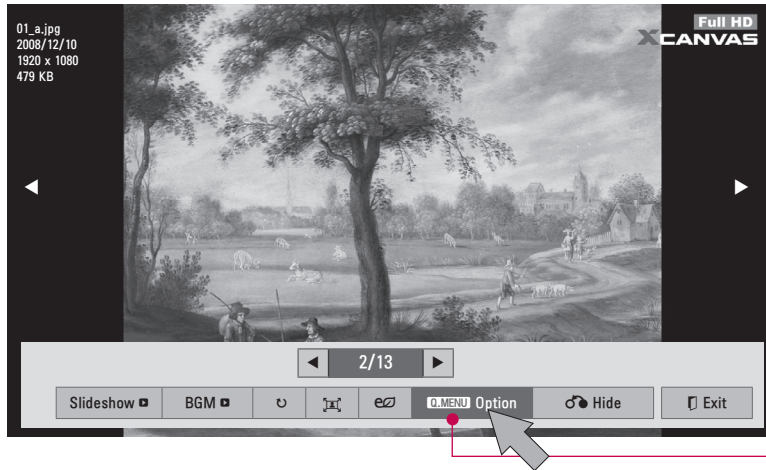 01_a.jpg
2008/12/10
1920 x 1080
479 KB
Full HD
XCANVAS
2/13
Slideshow
BGM
Q.MENU Option
Hide
Exit